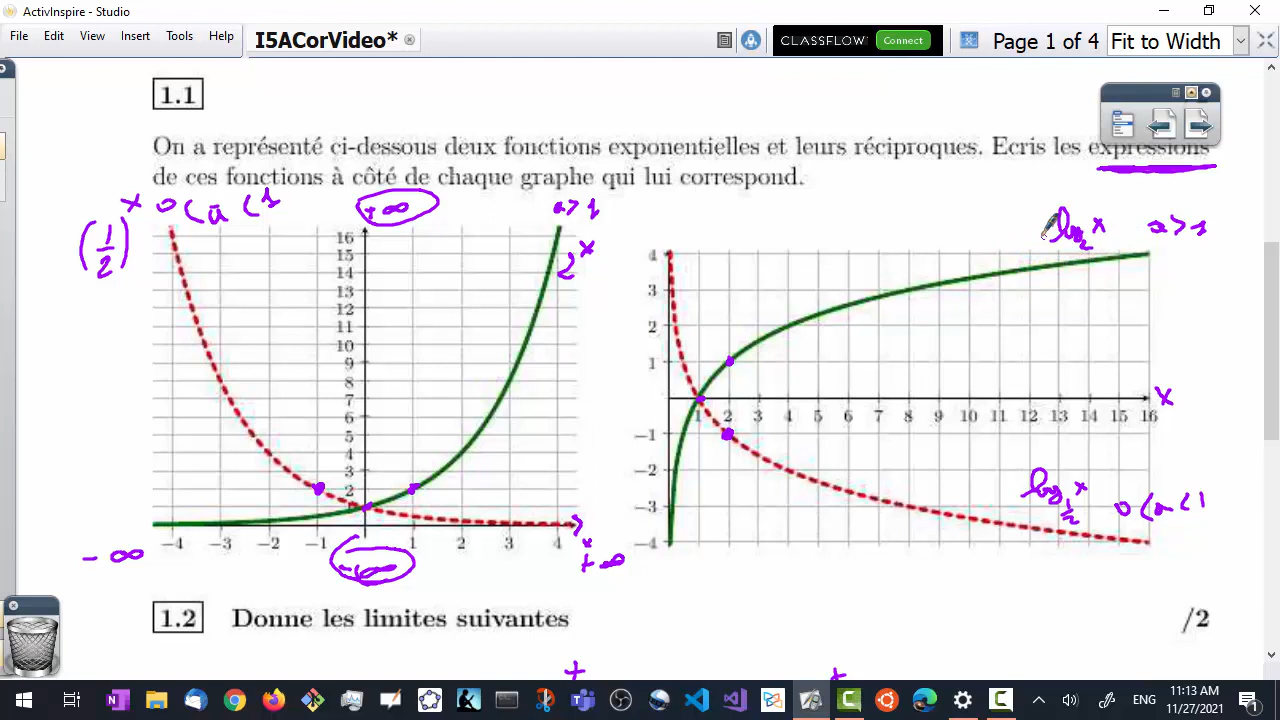 ActivInspire - Studio
File Edit View Insert Tools Help
I5ACorVideo*
CLASSFLOW Connect
Page 1 of 4
Fit to Width
1.1
On a représenté ci-dessous deux fonctions exponentielles et leurs réciproques. Ecris les expressions
de ces fonctions à côté de chaque graphe qui lui correspond.
(1/2)^x 0<a<1
+∞
a>1
2^x
16
15
14
13
12
11
10
9
8
7
6
5
4
3
2
1
−4 −3 −2 −1 1 2 3 4
x
− ∞
−∞
+∞
log_2 x a>1
4
3
2
1
1 2 3 4 5 6 7 8 9 10 11 12 13 14 15 16
x
−1
−2
−3
−4
log_1/2 x 0<a<1
1.2 Donne les limites suivantes /2
+ +
ENG
11:13 AM
11/27/2021
1